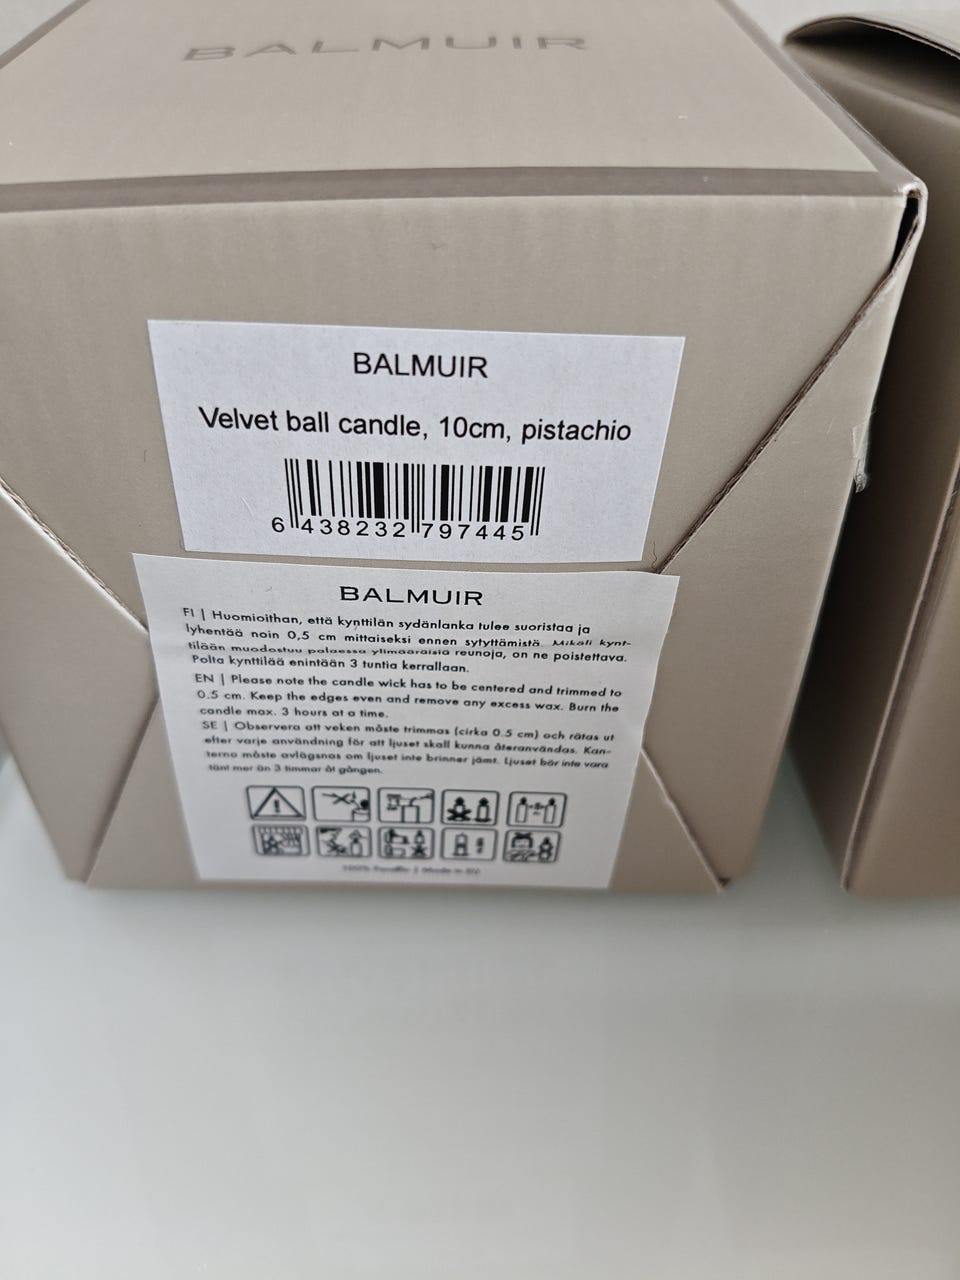 BALMUIR
BALMUIR
Velvet ball candle, 10cm, pistachio
6 438232 797445
BALMUIR
FI | Huomioithan, että kynttilän sydänlanka tulee suoristaa ja
lyhentää noin 0,5 cm mittaiseksi ennen sytyttämistä. Mikäli kynt-
tilään muodostuu palaessa ylimääräisiä reunoja, on ne poistettava.
Polta kynttilää enintään 3 tuntia kerrallaan.
EN | Please note the candle wick has to be centered and trimmed to
0.5 cm. Keep the edges even and remove any excess wax. Burn the
candle max. 3 hours at a time.
SE | Observera att veken måste trimmas (cirka 0.5 cm) och rätas ut
efter varje användning för att ljuset skall kunna återanvändas. Kan-
terna måste avlägsnas om ljuset inte brinner jämt. Ljuset bör inte vara
tänt mer än 3 timmar åt gången.
100% Paraffin | Made in